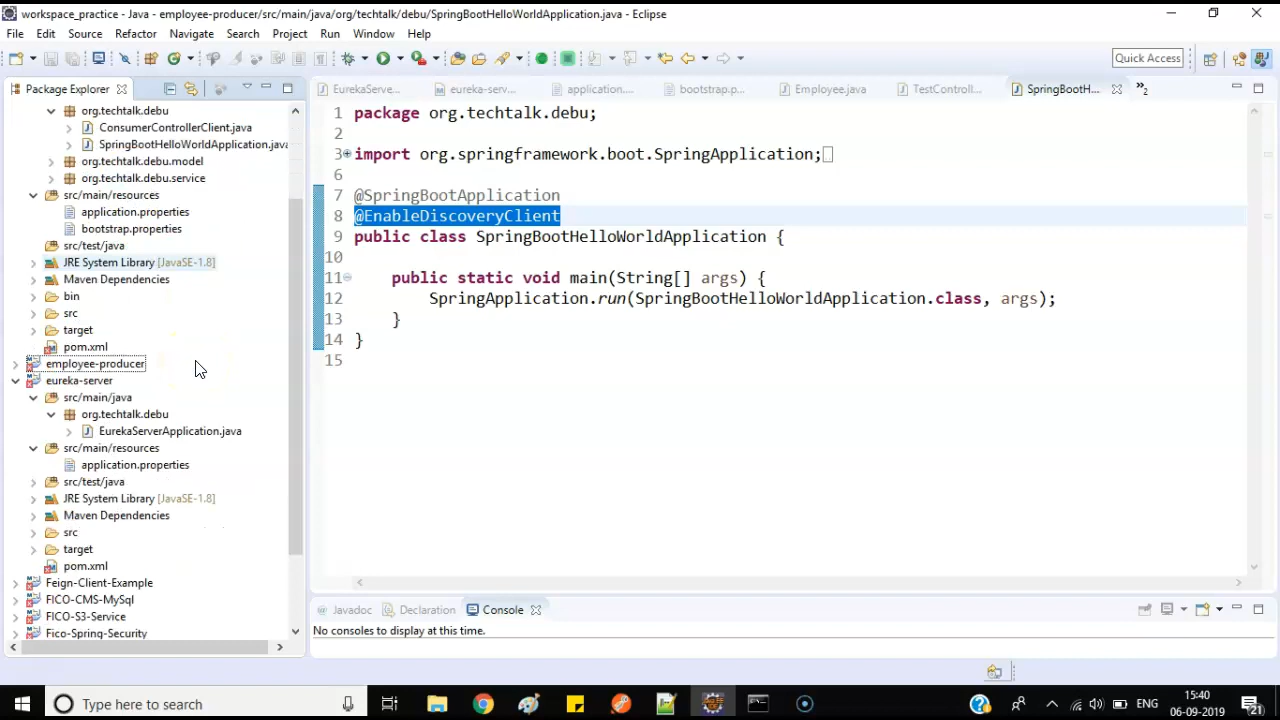 workspace_practice - Java - employee-producer/src/main/java/org/techtalk/debu/SpringBootHelloWorldApplication.java - Eclipse
File Edit Source Refactor Navigate Search Project Run Window Help
Quick Access
Package Explorer
EurekaServe... eureka-serv... application.... bootstrap.p... Employee.java TestControll... SpringBootH... »2
org.techtalk.debu
ConsumerControllerClient.java
SpringBootHelloWorldApplication.java
org.techtalk.debu.model
org.techtalk.debu.service
src/main/resources
application.properties
bootstrap.properties
src/test/java
JRE System Library [JavaSE-1.8]
Maven Dependencies
bin
src
target
pom.xml
employee-producer
eureka-server
src/main/java
org.techtalk.debu
EurekaServerApplication.java
src/main/resources
application.properties
src/test/java
JRE System Library [JavaSE-1.8]
Maven Dependencies
src
target
pom.xml
Feign-Client-Example
FICO-CMS-MySql
FICO-S3-Service
Fico-Spring-Security
1 package org.techtalk.debu;
2
3 import org.springframework.boot.SpringApplication;
6
7 @SpringBootApplication
8 @EnableDiscoveryClient
9 public class SpringBootHelloWorldApplication {
10
11 public static void main(String[] args) {
12 SpringApplication.run(SpringBootHelloWorldApplication.class, args);
13 }
14 }
15
Javadoc Declaration Console
No consoles to display at this time.
Type here to search
ENG
15:40
06-09-2019
21